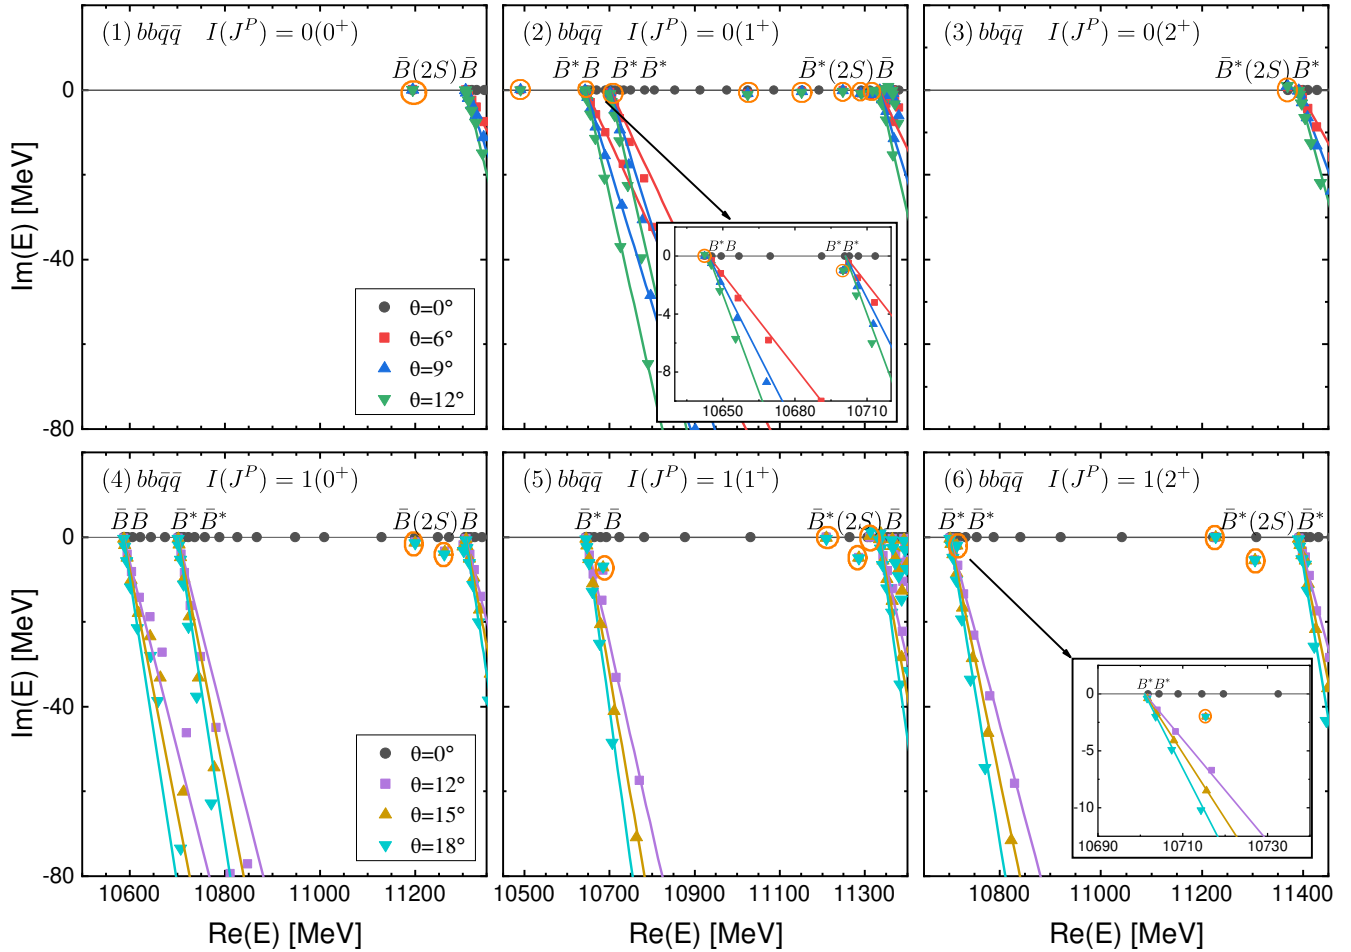 (1) bbq̄q̄ I(J^P) = 0(0^+)
B̄(2S)B̄
0
-40
-80
Im(E) [MeV]
θ=0°
θ=6°
θ=9°
θ=12°
(2) bbq̄q̄ I(J^P) = 0(1^+)
B̄*B̄ B̄*B̄* B̄*(2S)B̄
B*B B*B*
0
-4
-8
10650 10680 10710
(3) bbq̄q̄ I(J^P) = 0(2^+)
B̄*(2S)B̄*
(4) bbq̄q̄ I(J^P) = 1(0^+)
B̄B̄ B̄*B̄* B̄(2S)B̄
0
-40
-80
Im(E) [MeV]
θ=0°
θ=12°
θ=15°
θ=18°
10600 10800 11000 11200
Re(E) [MeV]
(5) bbq̄q̄ I(J^P) = 1(1^+)
B̄*B̄ B̄*(2S)B̄
10500 10700 10900 11100 11300
Re(E) [MeV]
(6) bbq̄q̄ I(J^P) = 1(2^+)
B̄*B̄* B̄*(2S)B̄*
B*B*
0
-5
-10
10690 10710 10730
10700 10800 11000 11200 11400
Re(E) [MeV]